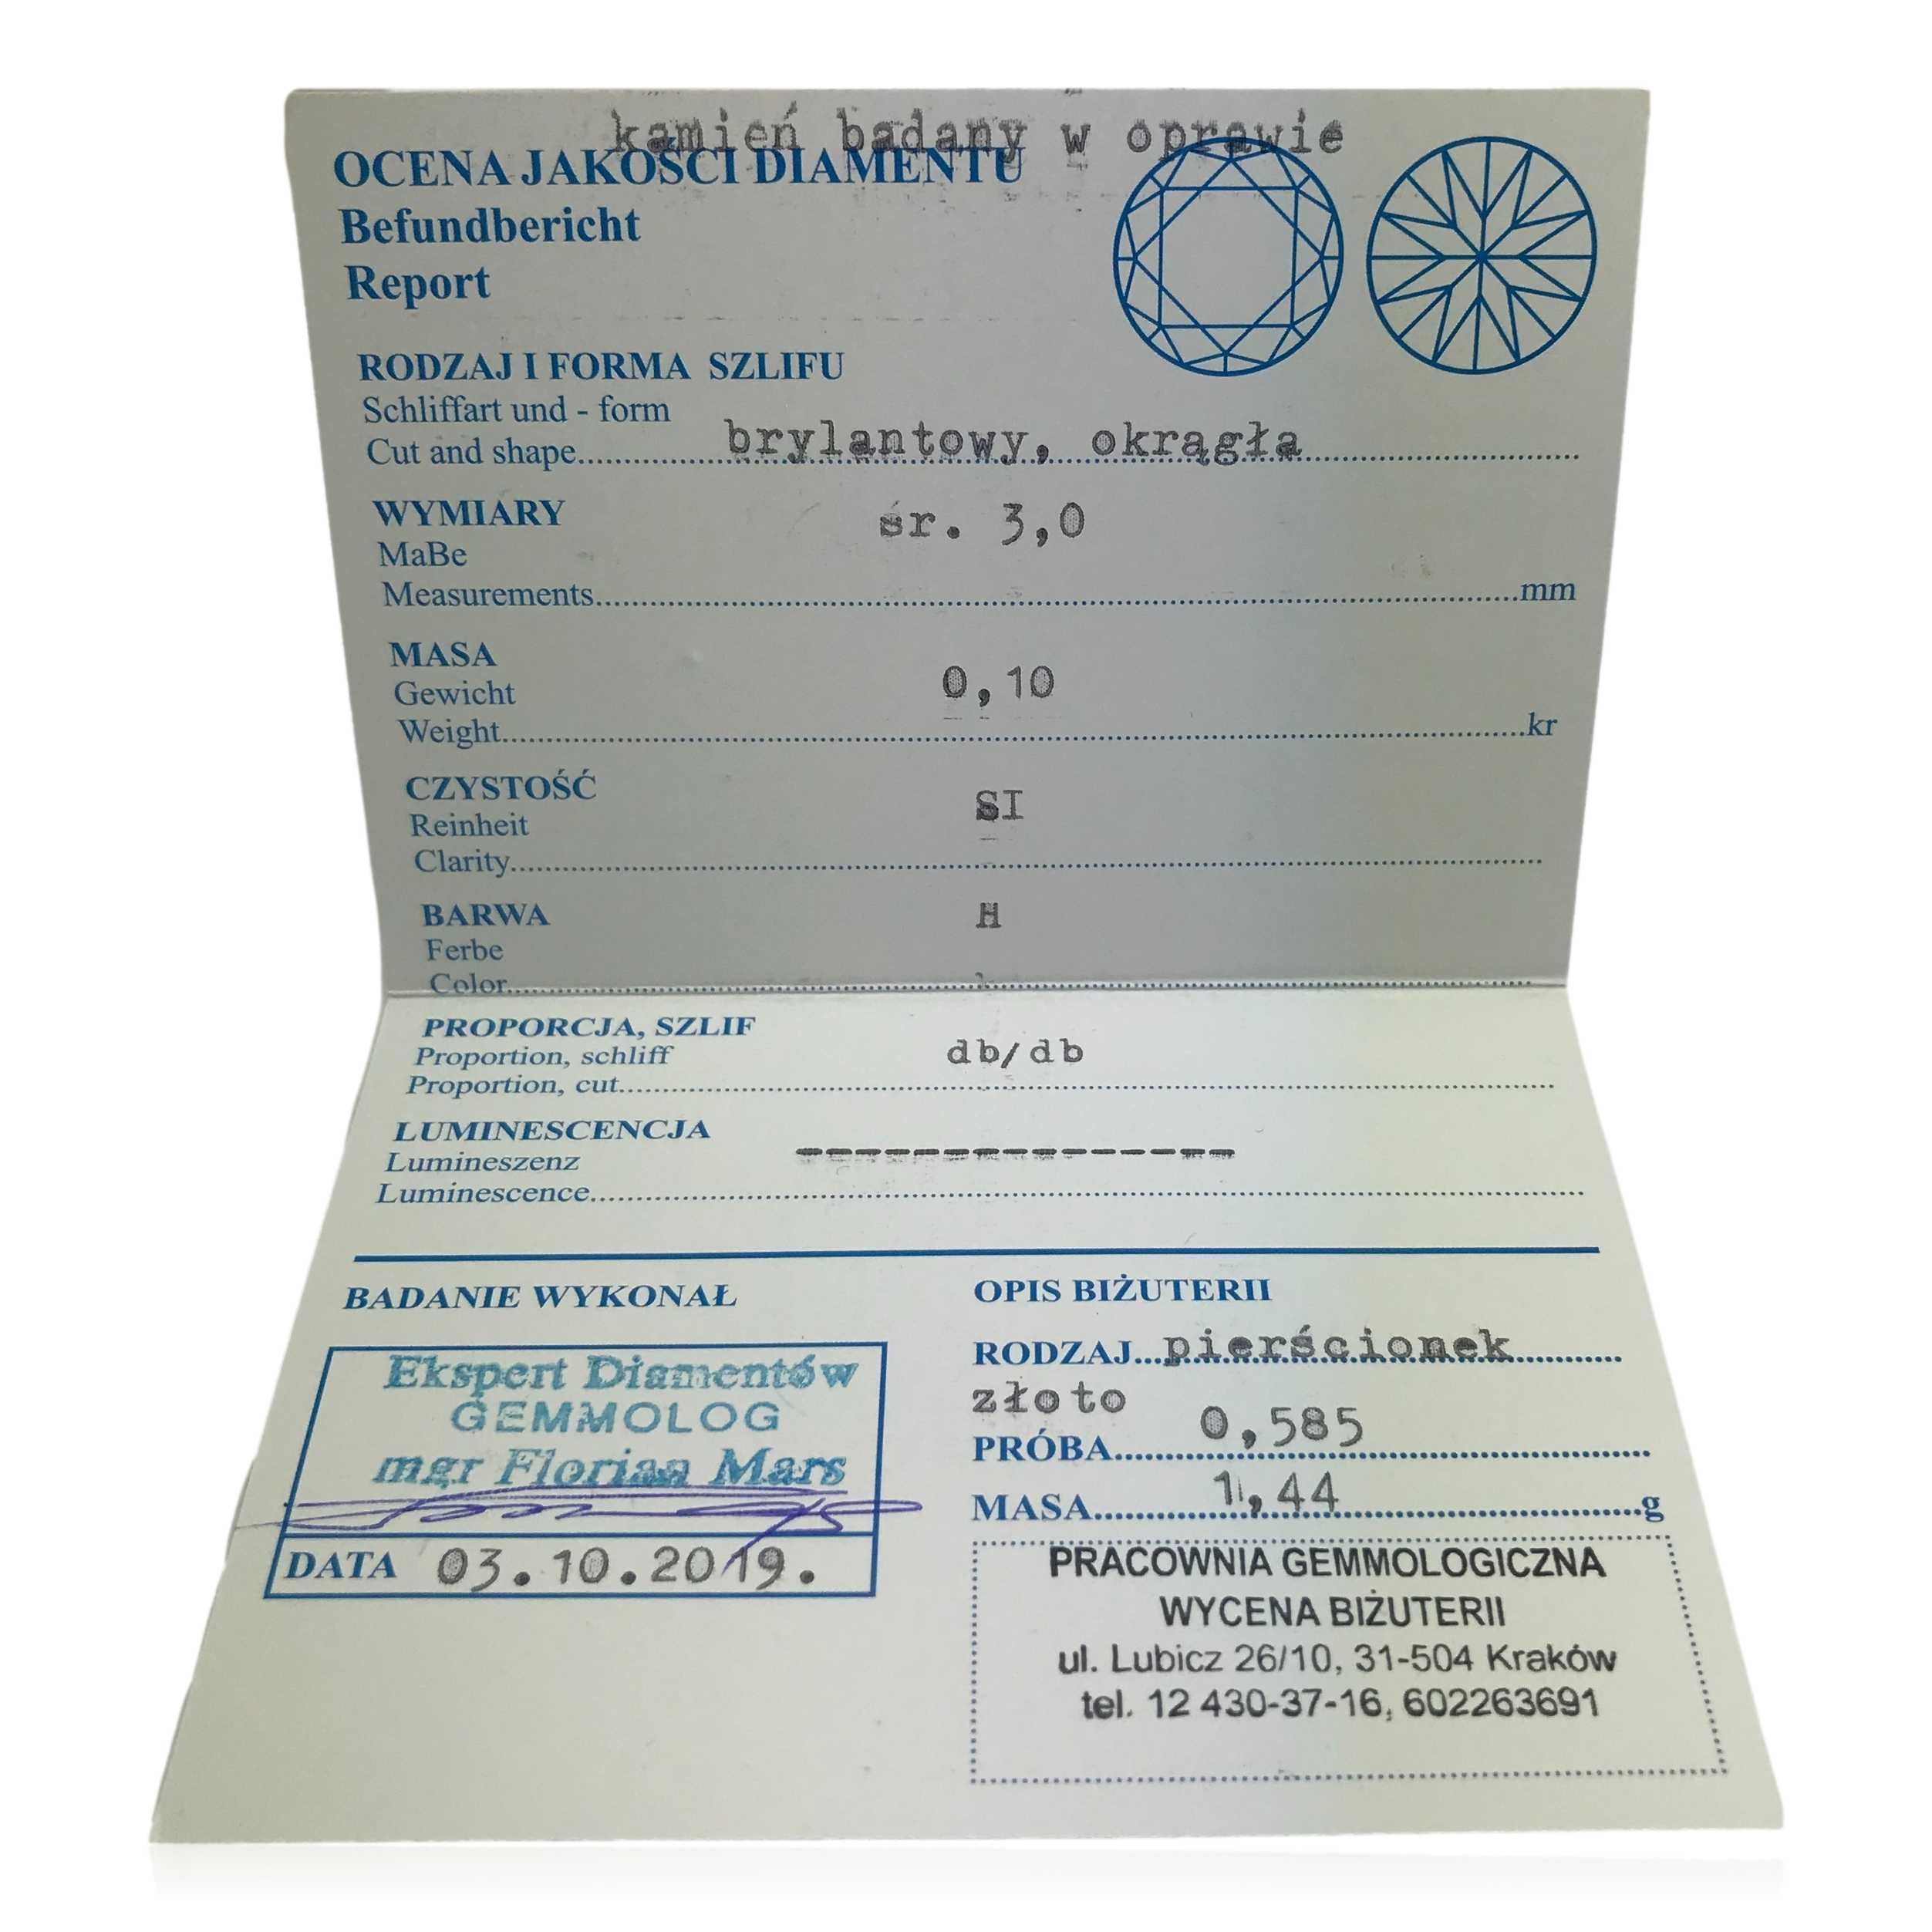 kamień badany w oprawie
OCENA JAKOŚCI DIAMENTU
Befundbericht
Report
RODZAJ I FORMA SZLIFU
Schliffart und - form
Cut and shape brylantowy, okrągła
WYMIARY
śr. 3,0
MaBe
Measurements mm
MASA
0,10
Gewicht
Weight kr
CZYSTOŚĆ
SI
Reinheit
Clarity
BARWA H
Ferbe
Color
PROPORCJA, SZLIF
Proportion, schliff db/db
Proportion, cut
LUMINESCENCJA
Lumineszenz ---------------
Luminescence
BADANIE WYKONAŁ
Ekspert Diamentów
GEMMOLOG
mgr Florian Mars
DATA 03.10.2019.
OPIS BIŻUTERII
RODZAJ pierścionek
złoto
PRÓBA 0,585
MASA 1,44 g
PRACOWNIA GEMMOLOGICZNA
WYCENA BIŻUTERII
ul. Lubicz 26/10, 31-504 Kraków
tel. 12 430-37-16, 602263691